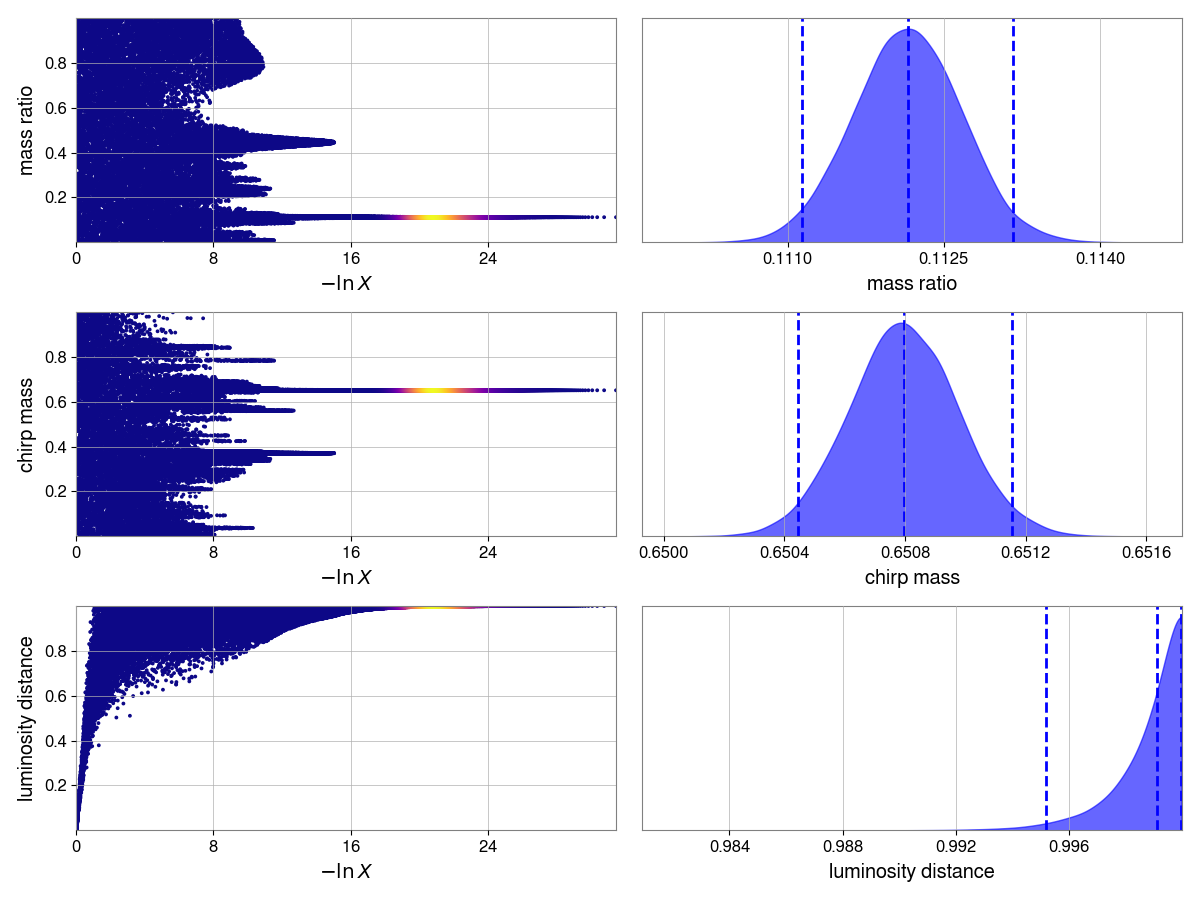 mass ratio
0.8
0.6
0.4
0.2
0 8 16 24
−ln X
0.1110 0.1125 0.1140
mass ratio
chirp mass
0.8
0.6
0.4
0.2
0 8 16 24
−ln X
0.6500 0.6504 0.6508 0.6512 0.6516
chirp mass
luminosity distance
0.8
0.6
0.4
0.2
0 8 16 24
−ln X
0.984 0.988 0.992 0.996
luminosity distance